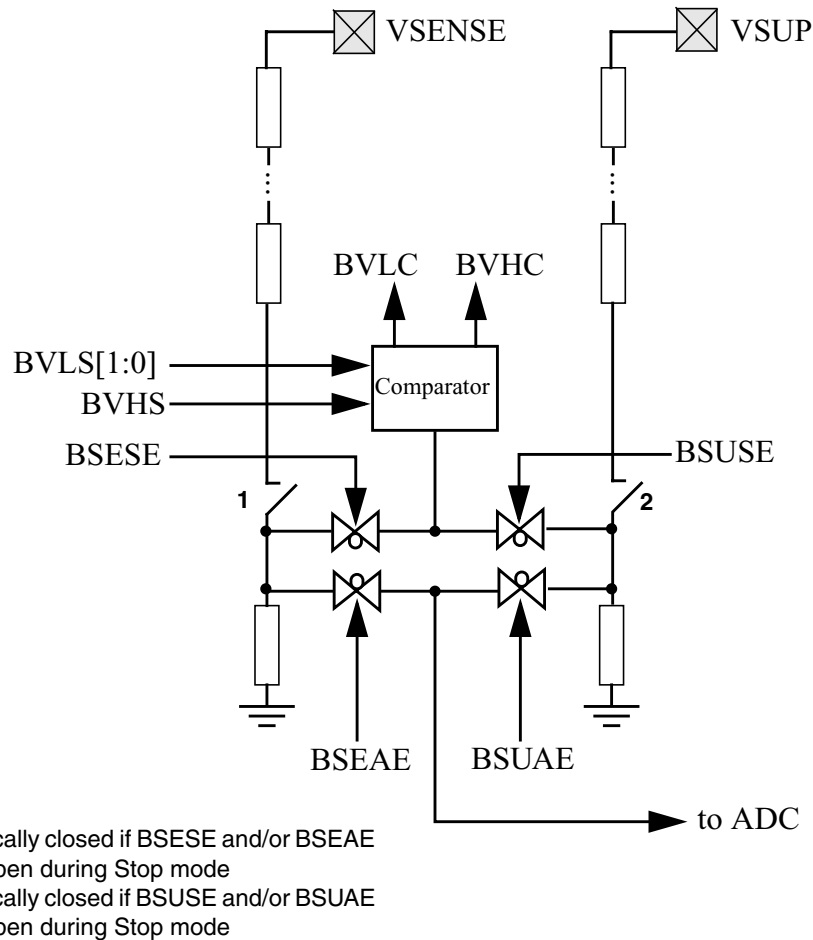 VSENSE
VSUP
BVLC
BVHC
BVLS[1:0]
Comparator
BVHS
BSESE
BSUSE
1
2
BSEAE
BSUAE
to ADC
cally closed if BSESE and/or BSEAE
pen during Stop mode
cally closed if BSUSE and/or BSUAE
pen during Stop mode